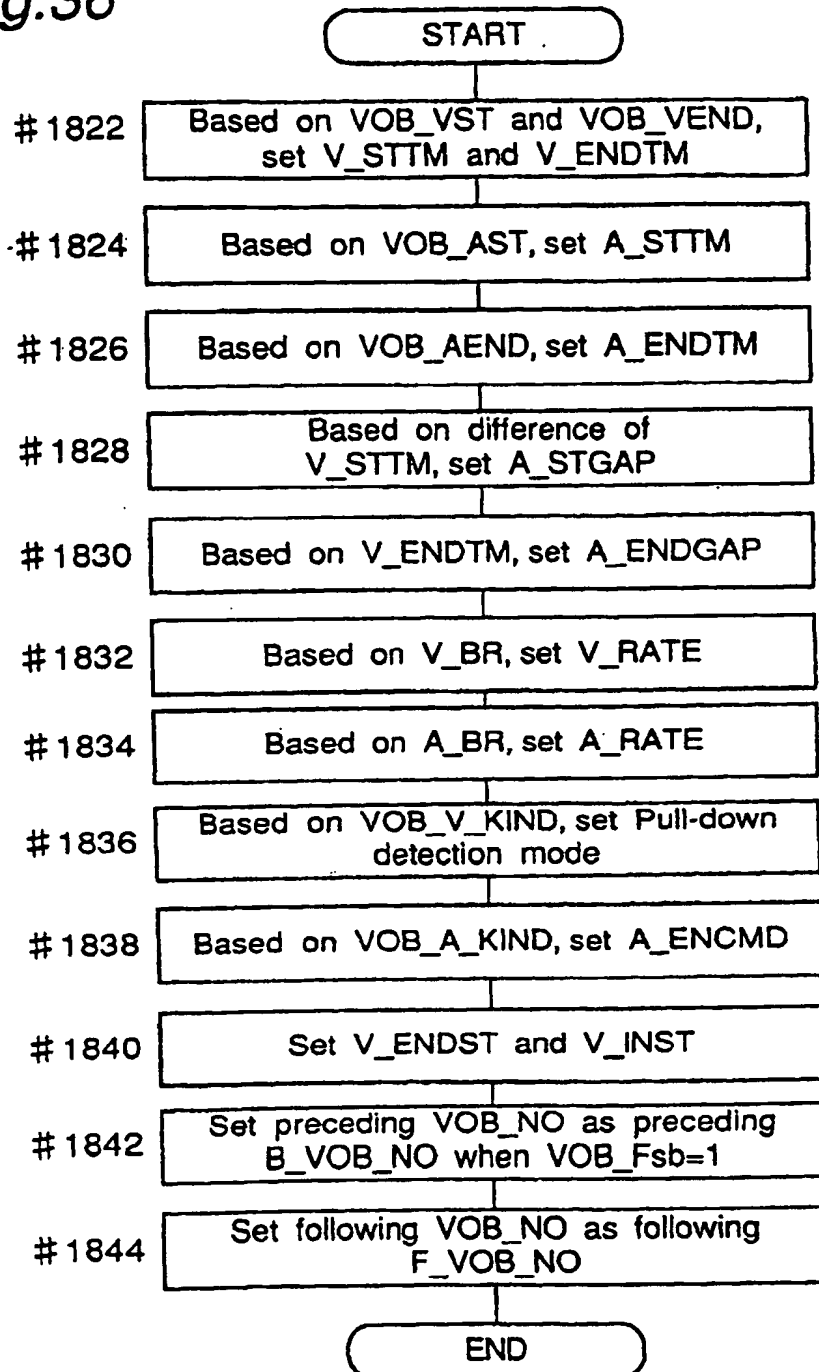 g.36
START
#1822
Based on VOB_VST and VOB_VEND,
set V_STTM and V_ENDTM
#1824
Based on VOB_AST, set A_STTM
#1826
Based on VOB_AEND, set A_ENDTM
#1828
Based on difference of
V_STTM, set A_STGAP
#1830
Based on V_ENDTM, set A_ENDGAP
#1832
Based on V_BR, set V_RATE
#1834
Based on A_BR, set A_RATE
#1836
Based on VOB_V_KIND, set Pull-down
detection mode
#1838
Based on VOB_A_KIND, set A_ENCMD
#1840
Set V_ENDST and V_INST
#1842
Set preceding VOB_NO as preceding
B_VOB_NO when VOB_Fsb=1
#1844
Set following VOB_NO as following
F_VOB_NO
END